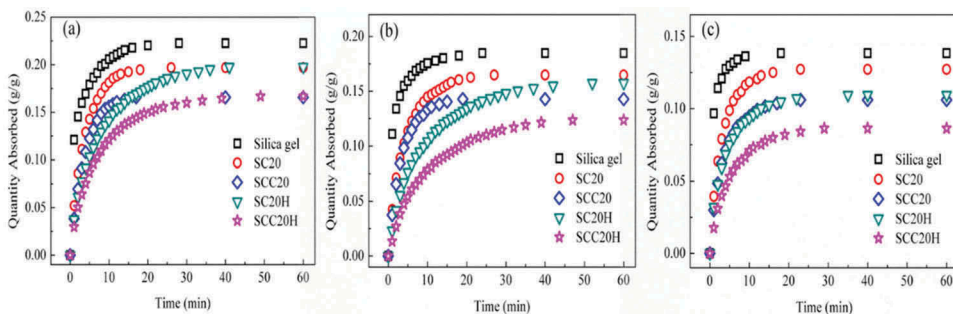 (a)
Quantity Absorbed (g/g)
0.25
0.20
0.15
0.10
0.05
0.00
Silica gel
SC20
SCC20
SC20H
SCC20H
0 10 20 30 40 50 60
Time (min)
(b)
Quantity Absorbed (g/g)
0.20
0.15
0.10
0.05
0.00
Silica gel
SC20
SCC20
SC20H
SCC20H
0 10 20 30 40 50 60
Time (min)
(c)
Quantity Absorbed (g/g)
0.15
0.10
0.05
0.00
Silica gel
SC20
SCC20
SC20H
SCC20H
0 10 20 30 40 50 60
Time (min)